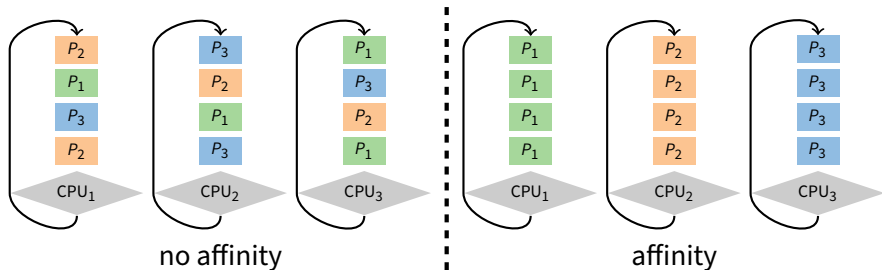 P₂ P₃ P₁ P₁ P₂ P₃
P₁ P₂ P₃ P₁ P₂ P₃
P₃ P₁ P₂ P₁ P₂ P₃
P₂ P₃ P₁ P₁ P₂ P₃
CPU₁ CPU₂ CPU₃ CPU₁ CPU₂ CPU₃
no affinity affinity